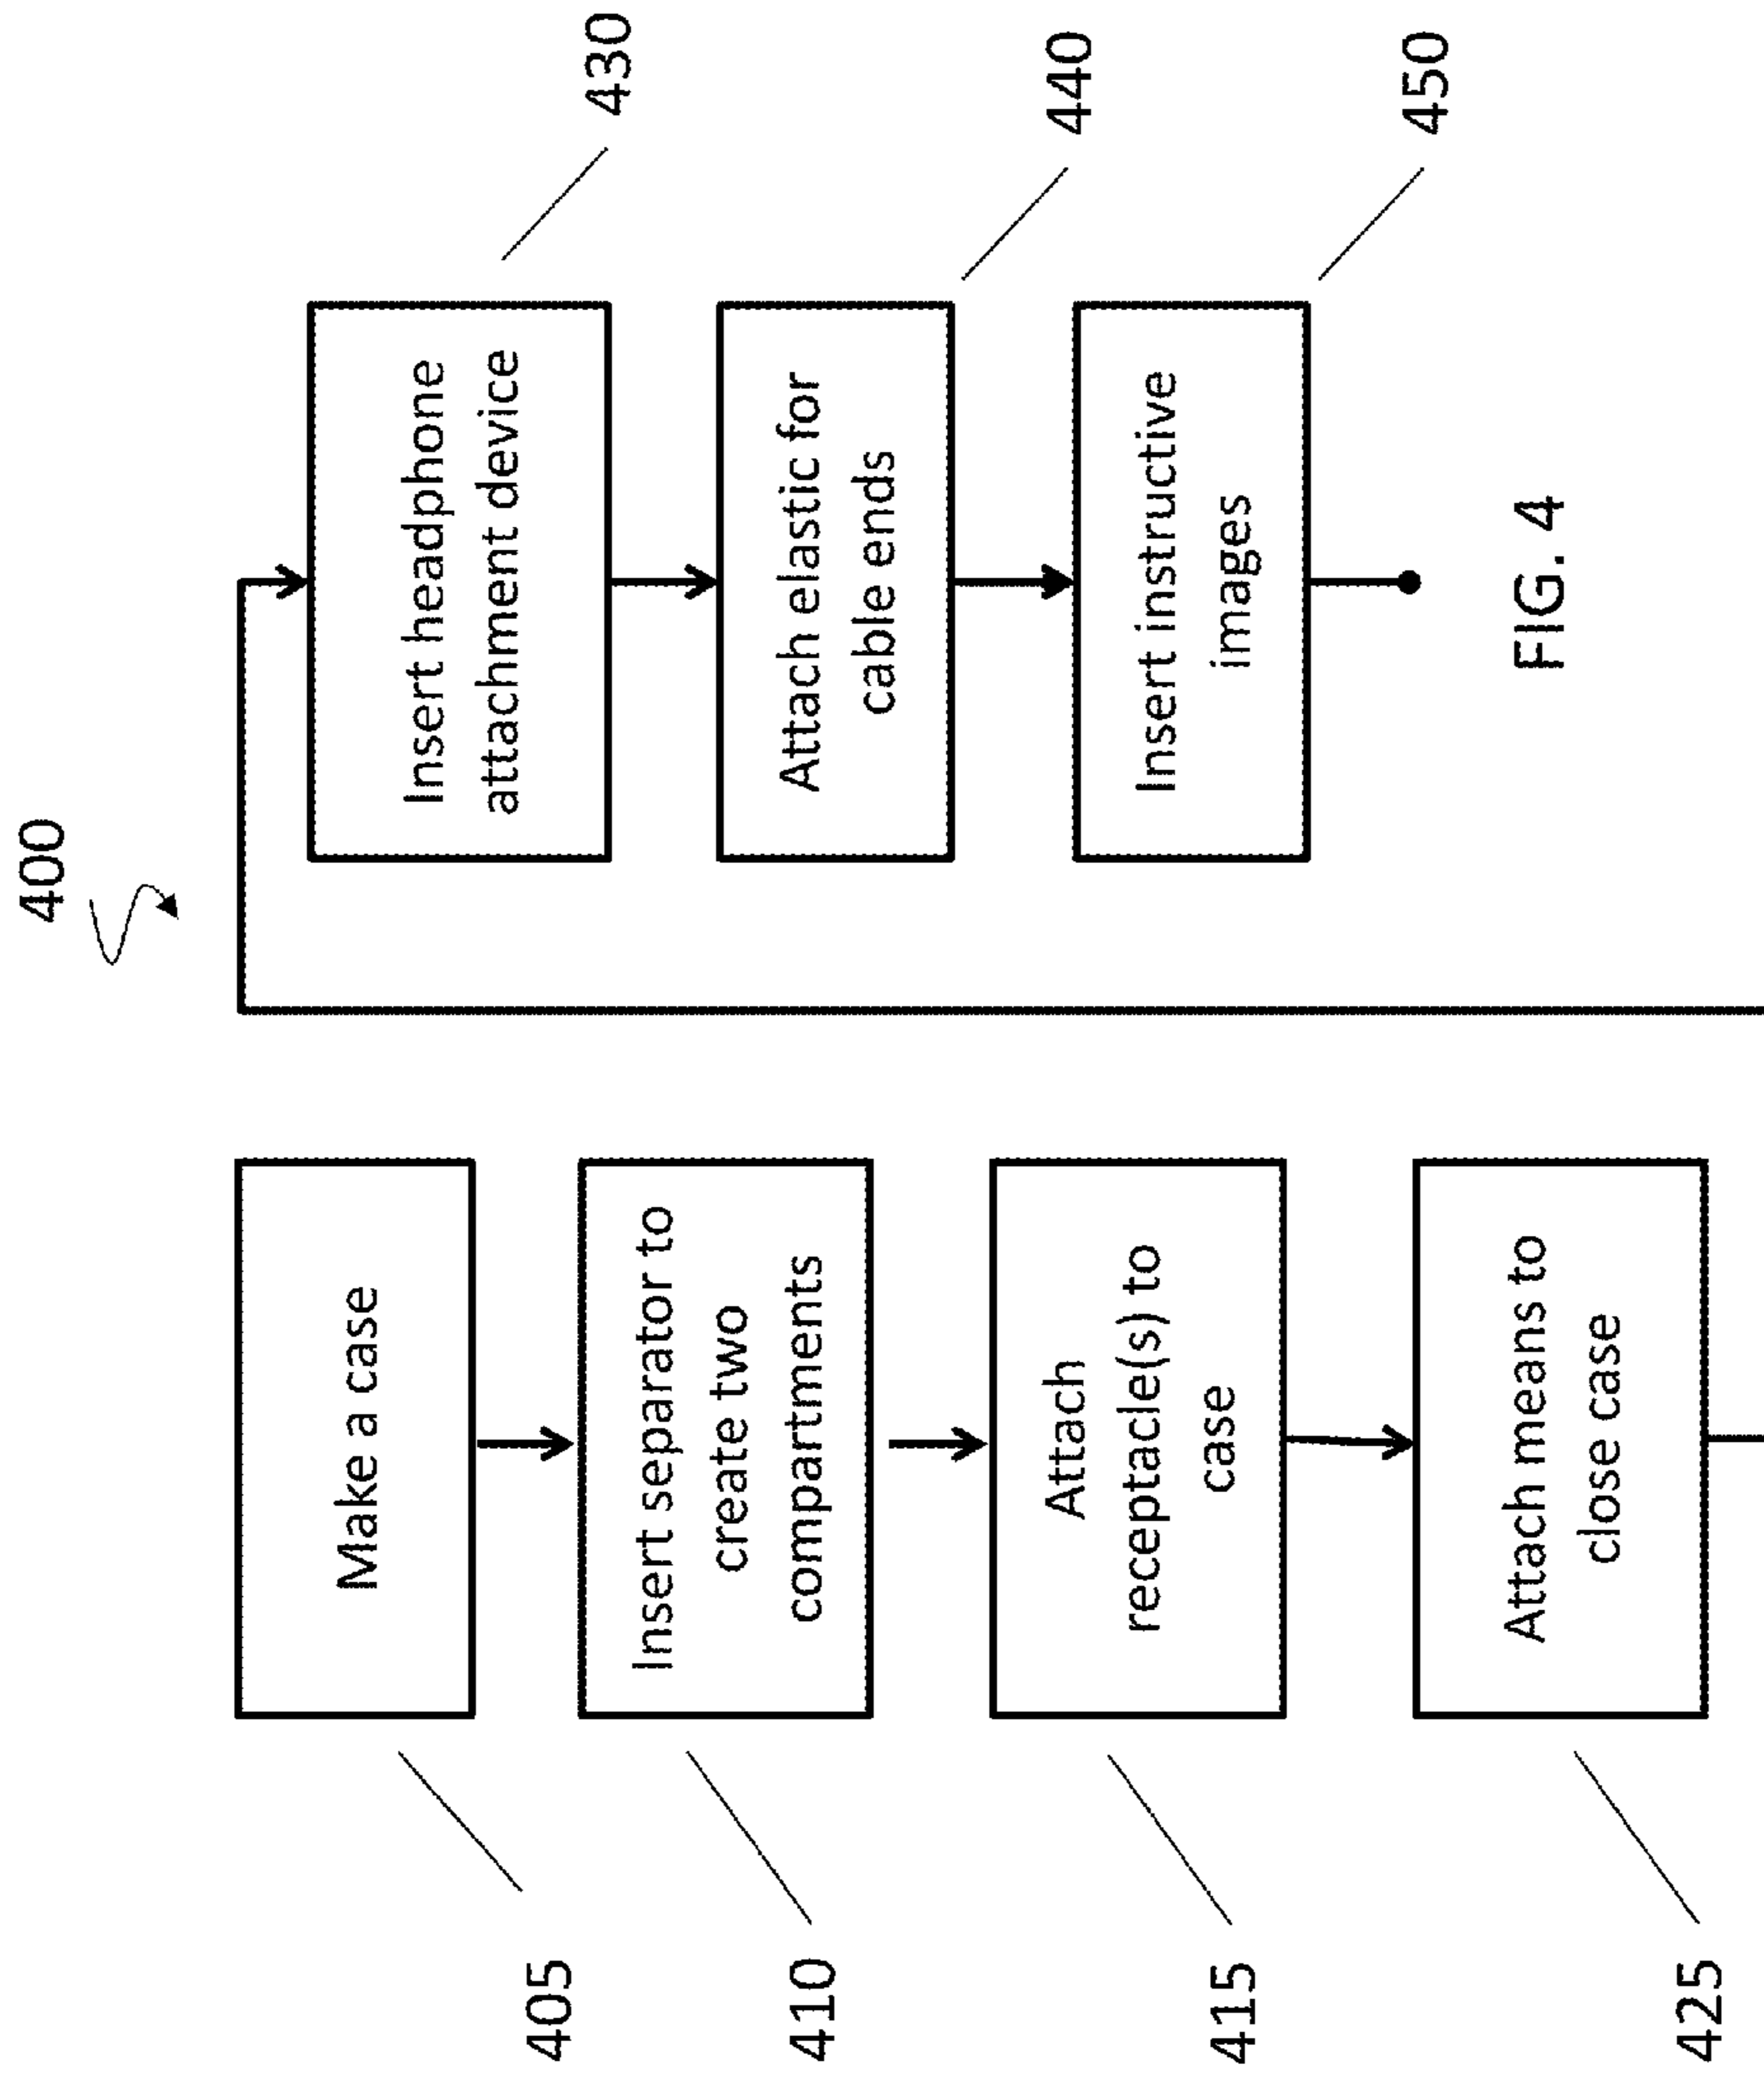 400
405
Make a case
410
Insert separator to
create two
compartments
415
Attach
receptacle(s) to
case
425
Attach means to
close case
Insert headphone
attachment device
430
Attach elastic for
cable ends
440
Insert instructive
images
450
FIG. 4